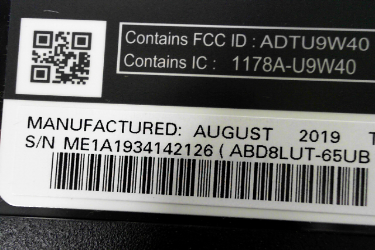 Contains FCC ID : ADTU9W40
Contains IC : 1178A-U9W40
MANUFACTURED: AUGUST 2019 T
S/N ME1A1934142126 ( ABD8LUT-65UB